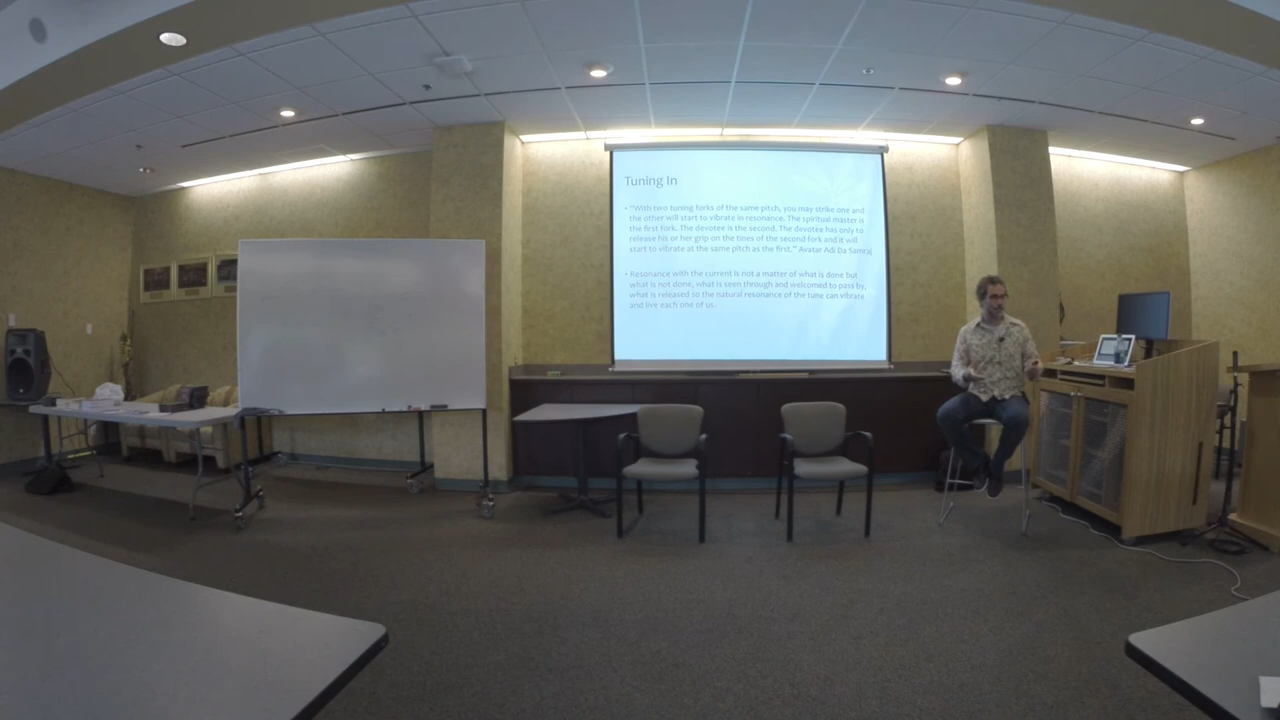 Tuning In
• "With two tuning forks of the same pitch, you may strike one and
the other will start to vibrate in resonance. The spiritual master is
the first fork. The devotee is the second. The devotee has only to
release his or her grip on the tines of the second fork and it will
start to vibrate at the same pitch as the first." Avatar Adi Da Samraj
• Resonance with the current is not a matter of what is done but
what is not done, what is seen through and welcomed to pass by,
what is released so the natural resonance of the tune can vibrate
and live each one of us.